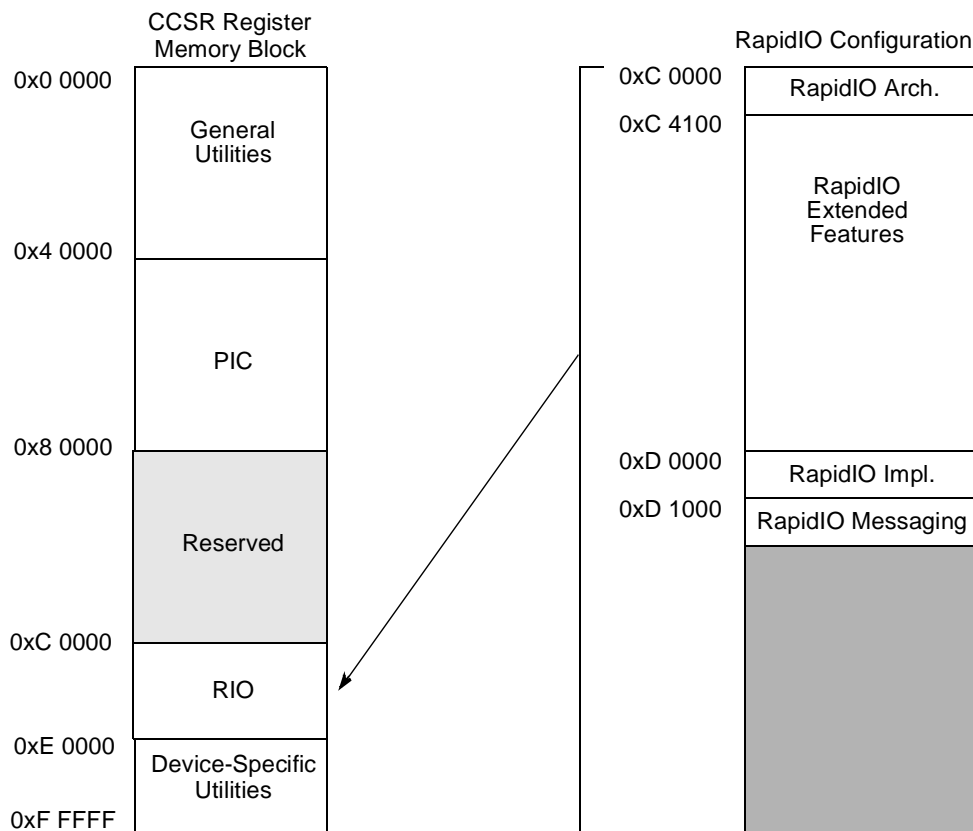 CCSR Register
Memory Block
0x0 0000
General
Utilities
0x4 0000
PIC
0x8 0000
Reserved
0xC 0000
RIO
0xE 0000
Device-Specific
Utilities
0xF FFFF
RapidIO Configuration
0xC 0000
RapidIO Arch.
0xC 4100
RapidIO
Extended
Features
0xD 0000
RapidIO Impl.
0xD 1000
RapidIO Messaging